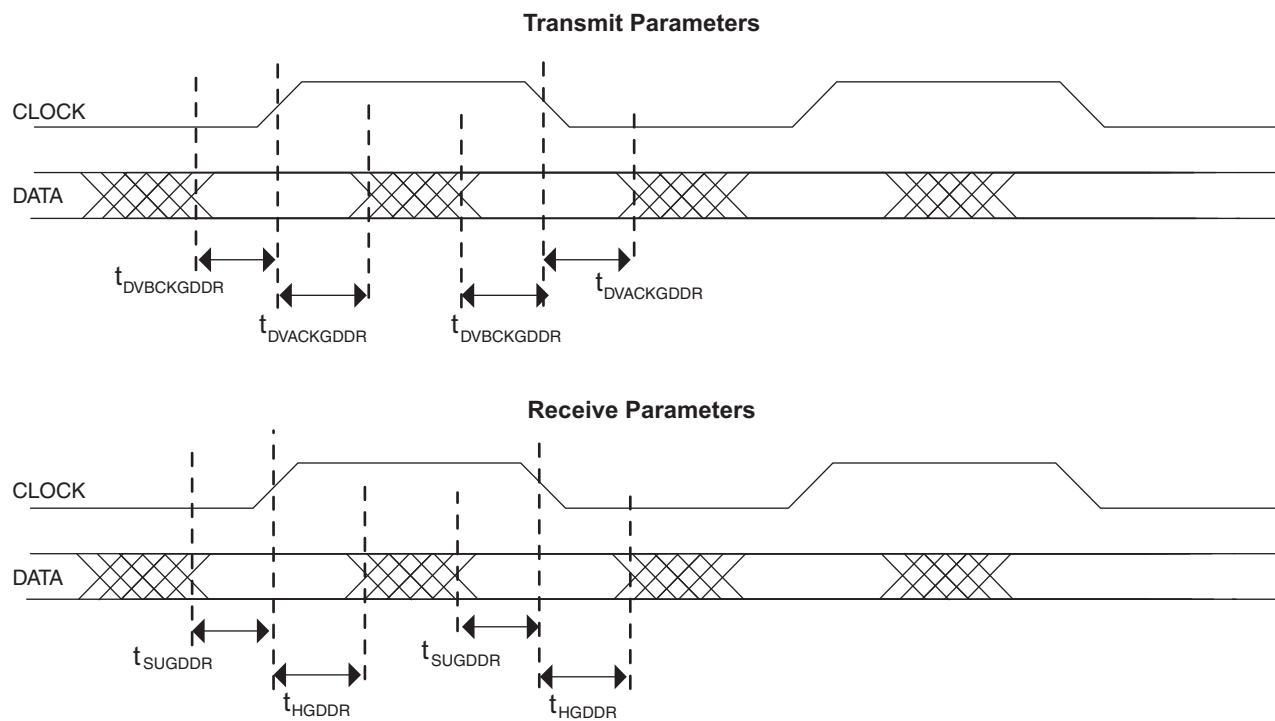 Transmit Parameters
CLOCK
DATA
tDVBCKGDDR
tDVACKGDDR
tDVBCKGDDR
tDVACKGDDR
Receive Parameters
CLOCK
DATA
tSUGDDR
tHGDDR
tSUGDDR
tHGDDR